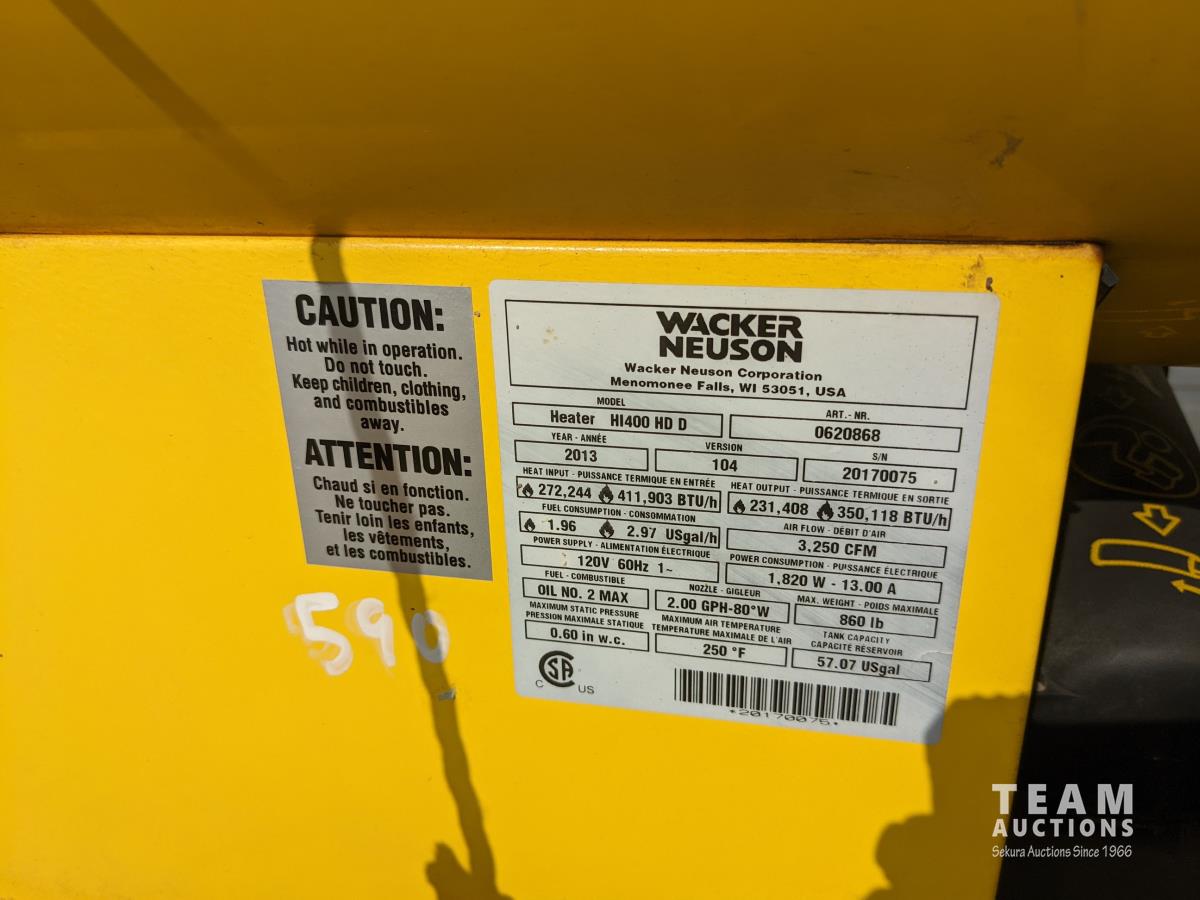 CAUTION:
Hot while in operation.
Do not touch.
Keep children, clothing,
and combustibles
away.
ATTENTION:
Chaud si en fonction.
Ne toucher pas.
Tenir loin les enfants,
les vêtements,
et les combustibles.
590
WACKER
NEUSON
Wacker Neuson Corporation
Menomonee Falls, WI 53051, USA
MODEL
Heater HI400 HD D
ART.- NR.
0620868
YEAR - ANNÉE
2013
VERSION
104
S/N
20170075
HEAT INPUT - PUISSANCE TERMIQUE EN ENTRÉE
272,244 411,903 BTU/h
HEAT OUTPUT - PUISSANCE TERMIQUE EN SORTIE
231,408 350,118 BTU/h
FUEL CONSUMPTION - CONSOMMATION
1.96 2.97 USgal/h
AIR FLOW - DÉBIT D'AIR
3,250 CFM
POWER SUPPLY - ALIMENTATION ÉLECTRIQUE
120V 60Hz 1~
POWER CONSUMPTION - PUISSANCE ÉLECTRIQUE
1,820 W - 13.00 A
FUEL - COMBUSTIBLE
OIL NO. 2 MAX
NOZZLE - GIGLEUR
2.00 GPH-80°W
MAX. WEIGHT - POIDS MAXIMALE
860 lb
MAXIMUM STATIC PRESSURE
PRESSION MAXIMALE STATIQUE
0.60 in w.c.
MAXIMUM AIR TEMPERATURE
TEMPERATURE MAXIMALE DE L'AIR
250 °F
TANK CAPACITY
CAPACITÉ RÉSERVOIR
57.07 USgal
C SA US
*20170075*
TEAM
AUCTIONS
Sekura Auctions Since 1966